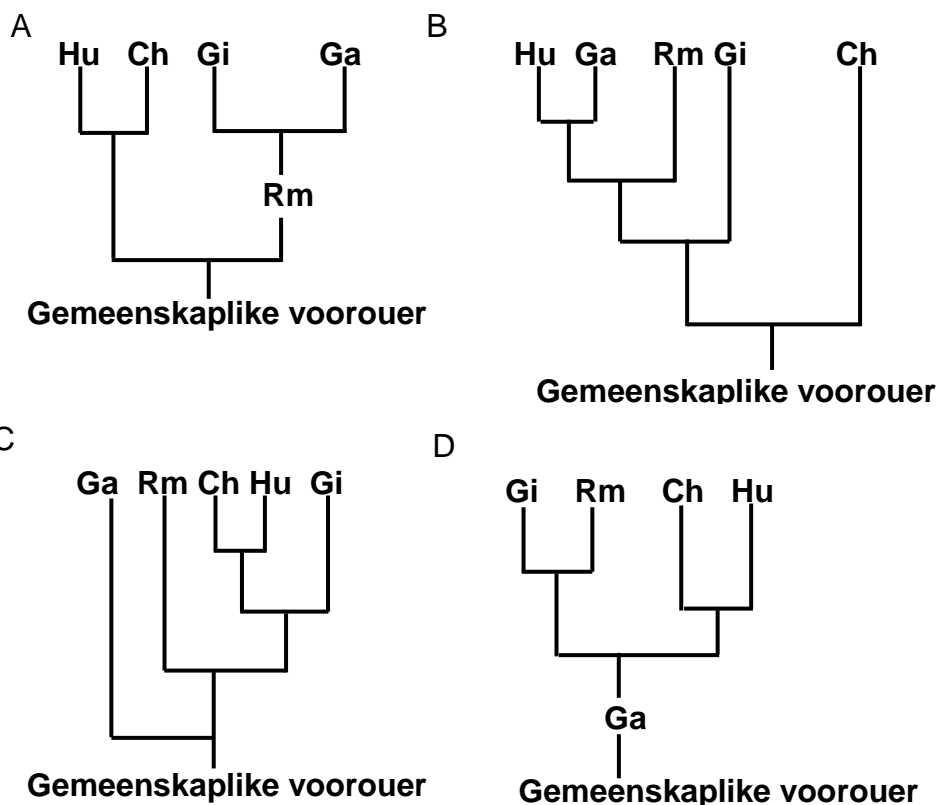 A
Hu Ch Gi Ga
Rm
Gemeenskaplike voorouer
B
Hu Ga Rm Gi Ch
Gemeenskaplike voorouer
C
Ga Rm Ch Hu Gi
Gemeenskaplike voorouer
D
Gi Rm Ch Hu
Ga
Gemeenskaplike voorouer